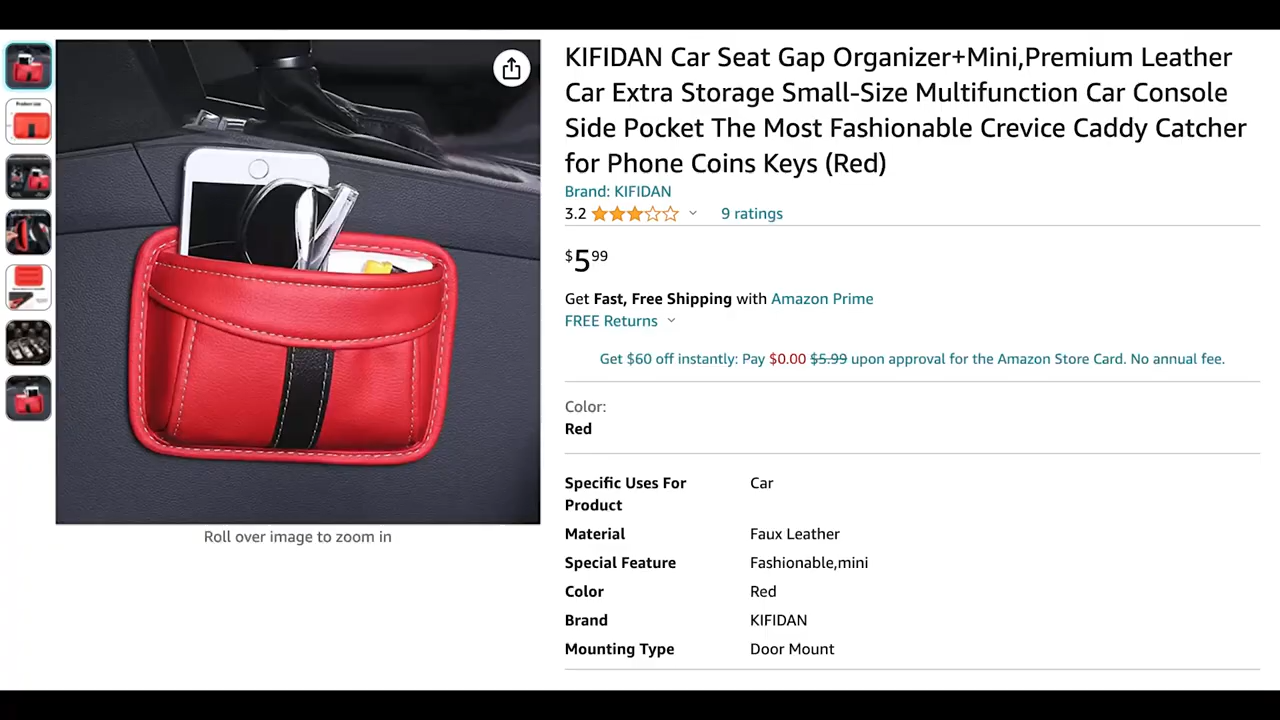 KIFIDAN Car Seat Gap Organizer+Mini,Premium Leather
Car Extra Storage Small-Size Multifunction Car Console
Side Pocket The Most Fashionable Crevice Caddy Catcher
for Phone Coins Keys (Red)
Brand: KIFIDAN
3.2 9 ratings
$5.99
Get Fast, Free Shipping with Amazon Prime
FREE Returns
Get $60 off instantly: Pay $0.00 $5.99 upon approval for the Amazon Store Card. No annual fee.
Color:
Red
Specific Uses For Product Car
Material Faux Leather
Special Feature Fashionable,mini
Color Red
Brand KIFIDAN
Mounting Type Door Mount
Roll over image to zoom in